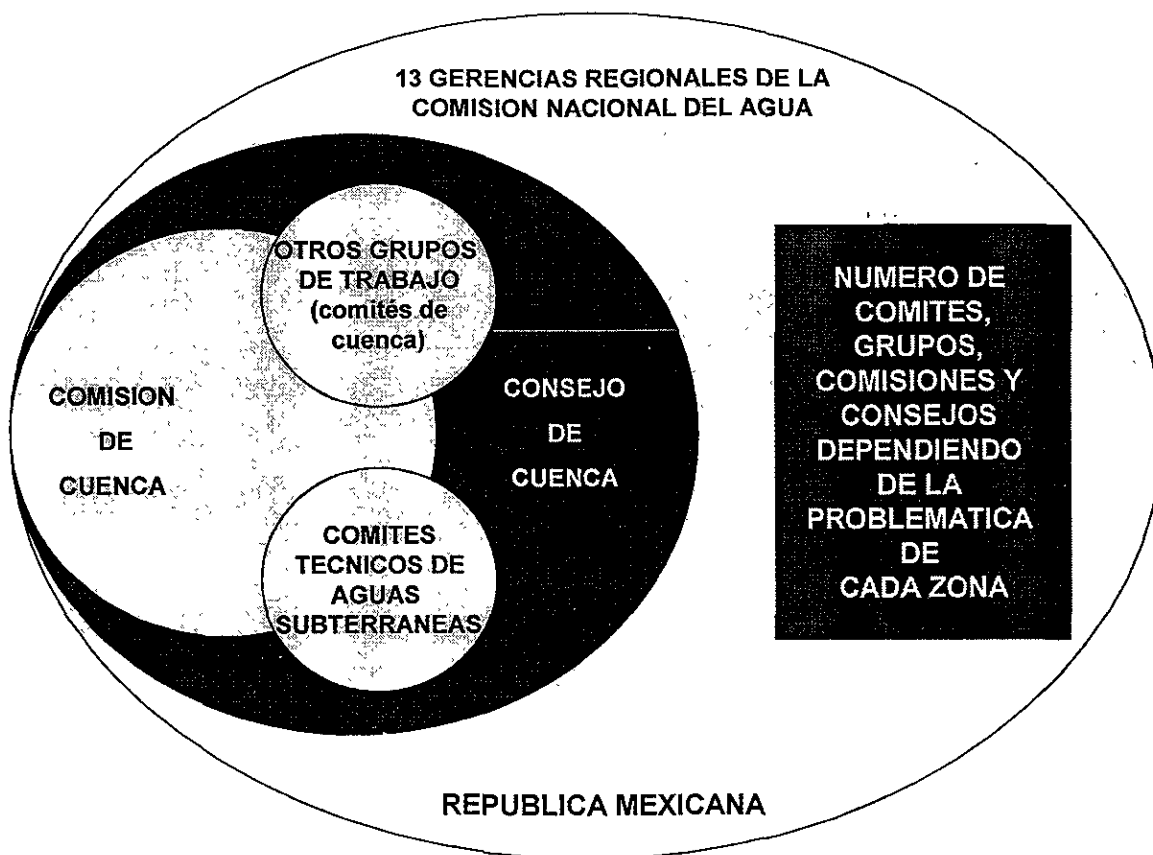 13 GERENCIAS REGIONALES DE LA
COMISION NACIONAL DEL AGUA
OTROS GRUPOS
DE TRABAJO
(comités de
cuenca)
COMISION
DE
CUENCA
CONSEJO
DE
CUENCA
COMITES
TECNICOS DE
AGUAS
SUBTERRANEAS
NUMERO DE
COMITES,
GRUPOS,
COMISIONES Y
CONSEJOS
DEPENDIENDO
DE LA
PROBLEMATICA
DE
CADA ZONA
REPUBLICA MEXICANA